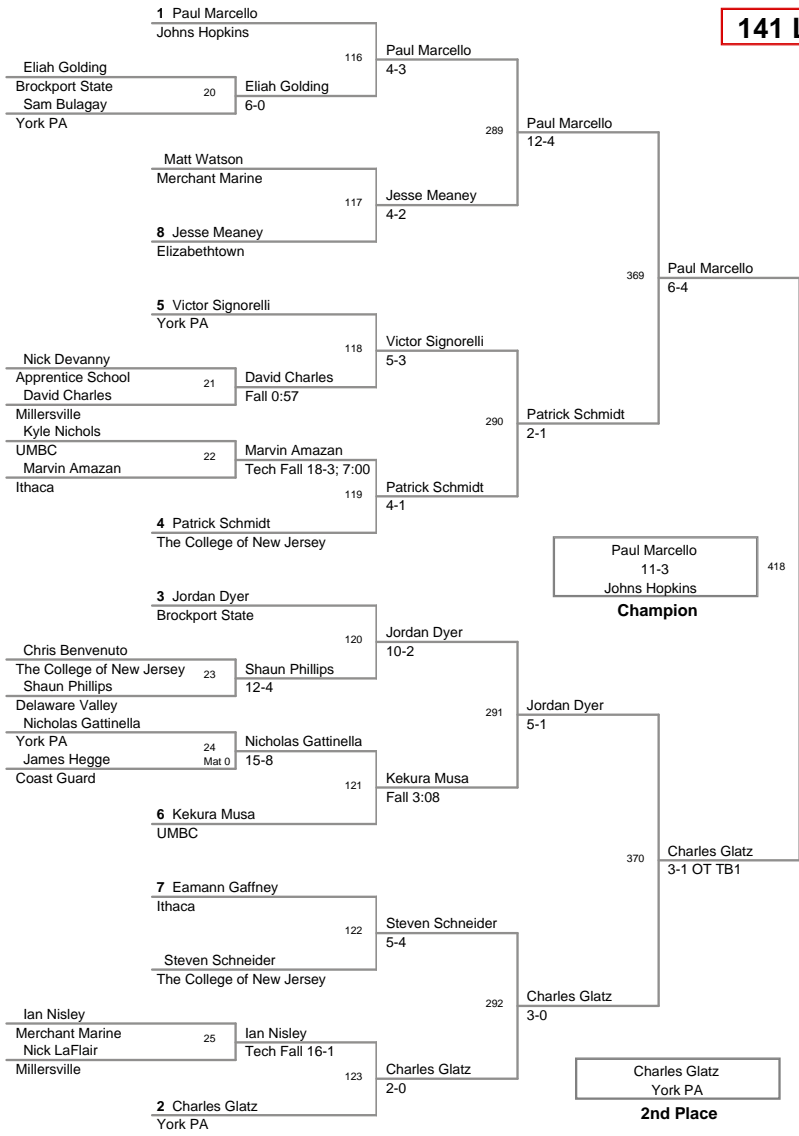 1 Paul Marcello
Johns Hopkins
141 L
116
Paul Marcello
4-3
Eliah Golding
Brockport State
20
Eliah Golding
6-0
Sam Bulagay
York PA
289
Paul Marcello
12-4
Matt Watson
Merchant Marine
117
Jesse Meaney
4-2
8 Jesse Meaney
Elizabethtown
369
Paul Marcello
6-4
5 Victor Signorelli
York PA
118
Victor Signorelli
5-3
Nick Devanny
Apprentice School
21
David Charles
Fall 0:57
David Charles
Millersville
290
Patrick Schmidt
2-1
Kyle Nichols
UMBC
22
Marvin Amazan
Tech Fall 18-3; 7:00
Marvin Amazan
Ithaca
119
Patrick Schmidt
4-1
4 Patrick Schmidt
The College of New Jersey
Paul Marcello
11-3
Johns Hopkins
418
Champion
3 Jordan Dyer
Brockport State
120
Jordan Dyer
10-2
Chris Benvenuto
The College of New Jersey
23
Shaun Phillips
12-4
Shaun Phillips
Delaware Valley
291
Jordan Dyer
5-1
Nicholas Gattinella
York PA
24
Mat 0
Nicholas Gattinella
15-8
James Hegge
Coast Guard
121
Kekura Musa
Fall 3:08
6 Kekura Musa
UMBC
370
Charles Glatz
3-1 OT TB1
7 Eamann Gaffney
Ithaca
122
Steven Schneider
5-4
Steven Schneider
The College of New Jersey
292
Charles Glatz
3-0
Ian Nisley
Merchant Marine
25
Ian Nisley
Tech Fall 16-1
Nick LaFlair
Millersville
123
Charles Glatz
2-0
2 Charles Glatz
York PA
Charles Glatz
York PA
2nd Place